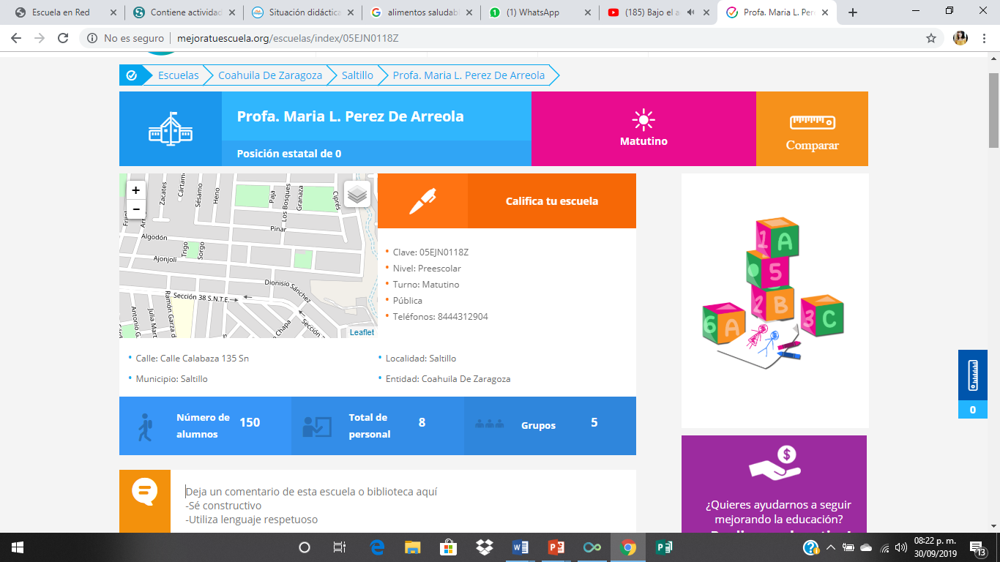 Escuela en Red
Contiene actividad
Situación didáctica
alimentos saludab
(1) WhatsApp
(185) Bajo el a
Profa. Maria L. Per
No es seguro
mejoratuescuela.org/escuelas/index/05EJN0118Z
Escuelas
Coahuila De Zaragoza
Saltillo
Profa. Maria L. Perez De Arreola
Profa. Maria L. Perez De Arreola
Posición estatal de 0
Matutino
Comparar
+
−
Zacates
Cártamo
Sésamo
Heno
Paja
Los Bosques
Granaza
Ciprés
Pinar
Algodón
Trigo
Sorgo
Ajonjolí
Dionisio Sánchez
Sección 38 S.N.T.E.
Ramón Garza d
Julia Mart
Antonio G
Chapa
Sección
Leaflet
Califica tu escuela
Clave: 05EJN0118Z
Nivel: Preescolar
Turno: Matutino
Pública
Teléfonos: 8444312904
Calle: Calle Calabaza 135 Sn
Localidad: Saltillo
Municipio: Saltillo
Entidad: Coahuila De Zaragoza
Número de alumnos
150
Total de personal
8
Grupos
5
1 A
5
2 B
6 A
3 C
0
Deja un comentario de esta escuela o biblioteca aquí
-Sé constructivo
-Utiliza lenguaje respetuoso
¿Quieres ayudarnos a seguir
mejorando la educación?
08:22 p. m.
30/09/2019
13